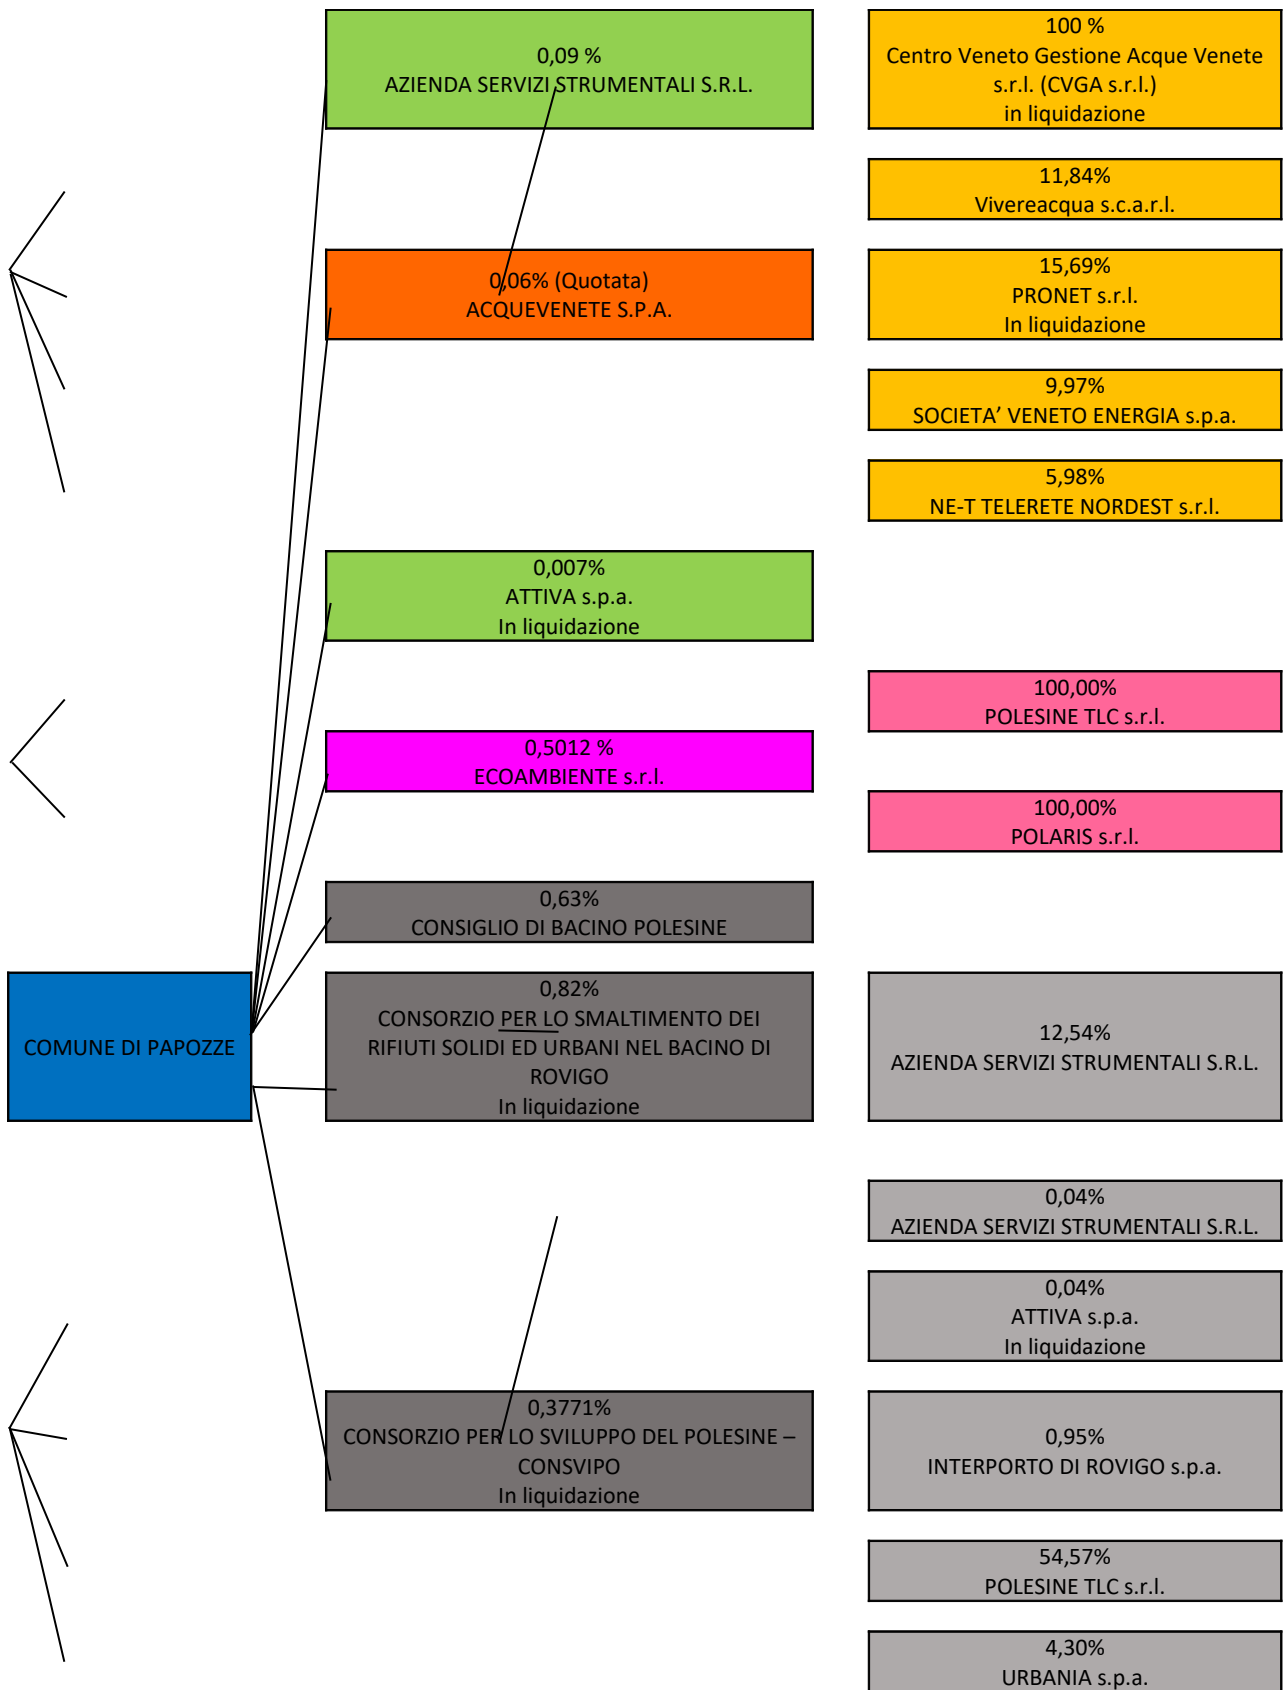 0,09 %
AZIENDA SERVIZI STRUMENTALI S.R.L.
100 %
Centro Veneto Gestione Acque Venete
s.r.l. (CVGA s.r.l.)
in liquidazione
11,84%
Vivereacqua s.c.a.r.l.
0,06% (Quotata)
ACQUEVENETE S.P.A.
15,69%
PRONET s.r.l.
In liquidazione
9,97%
SOCIETA’ VENETO ENERGIA s.p.a.
5,98%
NE-T TELERETE NORDEST s.r.l.
0,007%
ATTIVA s.p.a.
In liquidazione
100,00%
POLESINE TLC s.r.l.
0,5012 %
ECOAMBIENTE s.r.l.
100,00%
POLARIS s.r.l.
0,63%
CONSIGLIO DI BACINO POLESINE
COMUNE DI PAPOZZE
0,82%
CONSORZIO PER LO SMALTIMENTO DEI
RIFIUTI SOLIDI ED URBANI NEL BACINO DI
ROVIGO
In liquidazione
12,54%
AZIENDA SERVIZI STRUMENTALI S.R.L.
0,04%
AZIENDA SERVIZI STRUMENTALI S.R.L.
0,04%
ATTIVA s.p.a.
In liquidazione
0,3771%
CONSORZIO PER LO SVILUPPO DEL POLESINE –
CONSVIPO
In liquidazione
0,95%
INTERPORTO DI ROVIGO s.p.a.
54,57%
POLESINE TLC s.r.l.
4,30%
URBANIA s.p.a.